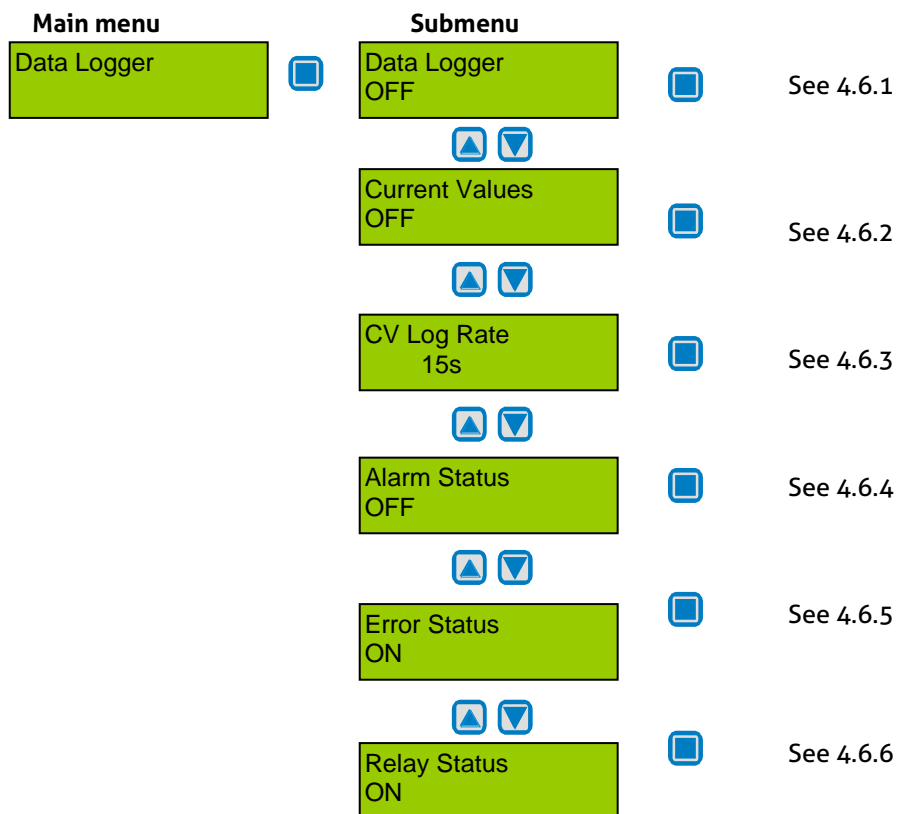 Main menu
Submenu
Data Logger
Data Logger
OFF
See 4.6.1
Current Values
OFF
See 4.6.2
CV Log Rate
15s
See 4.6.3
Alarm Status
OFF
See 4.6.4
Error Status
ON
See 4.6.5
Relay Status
ON
See 4.6.6